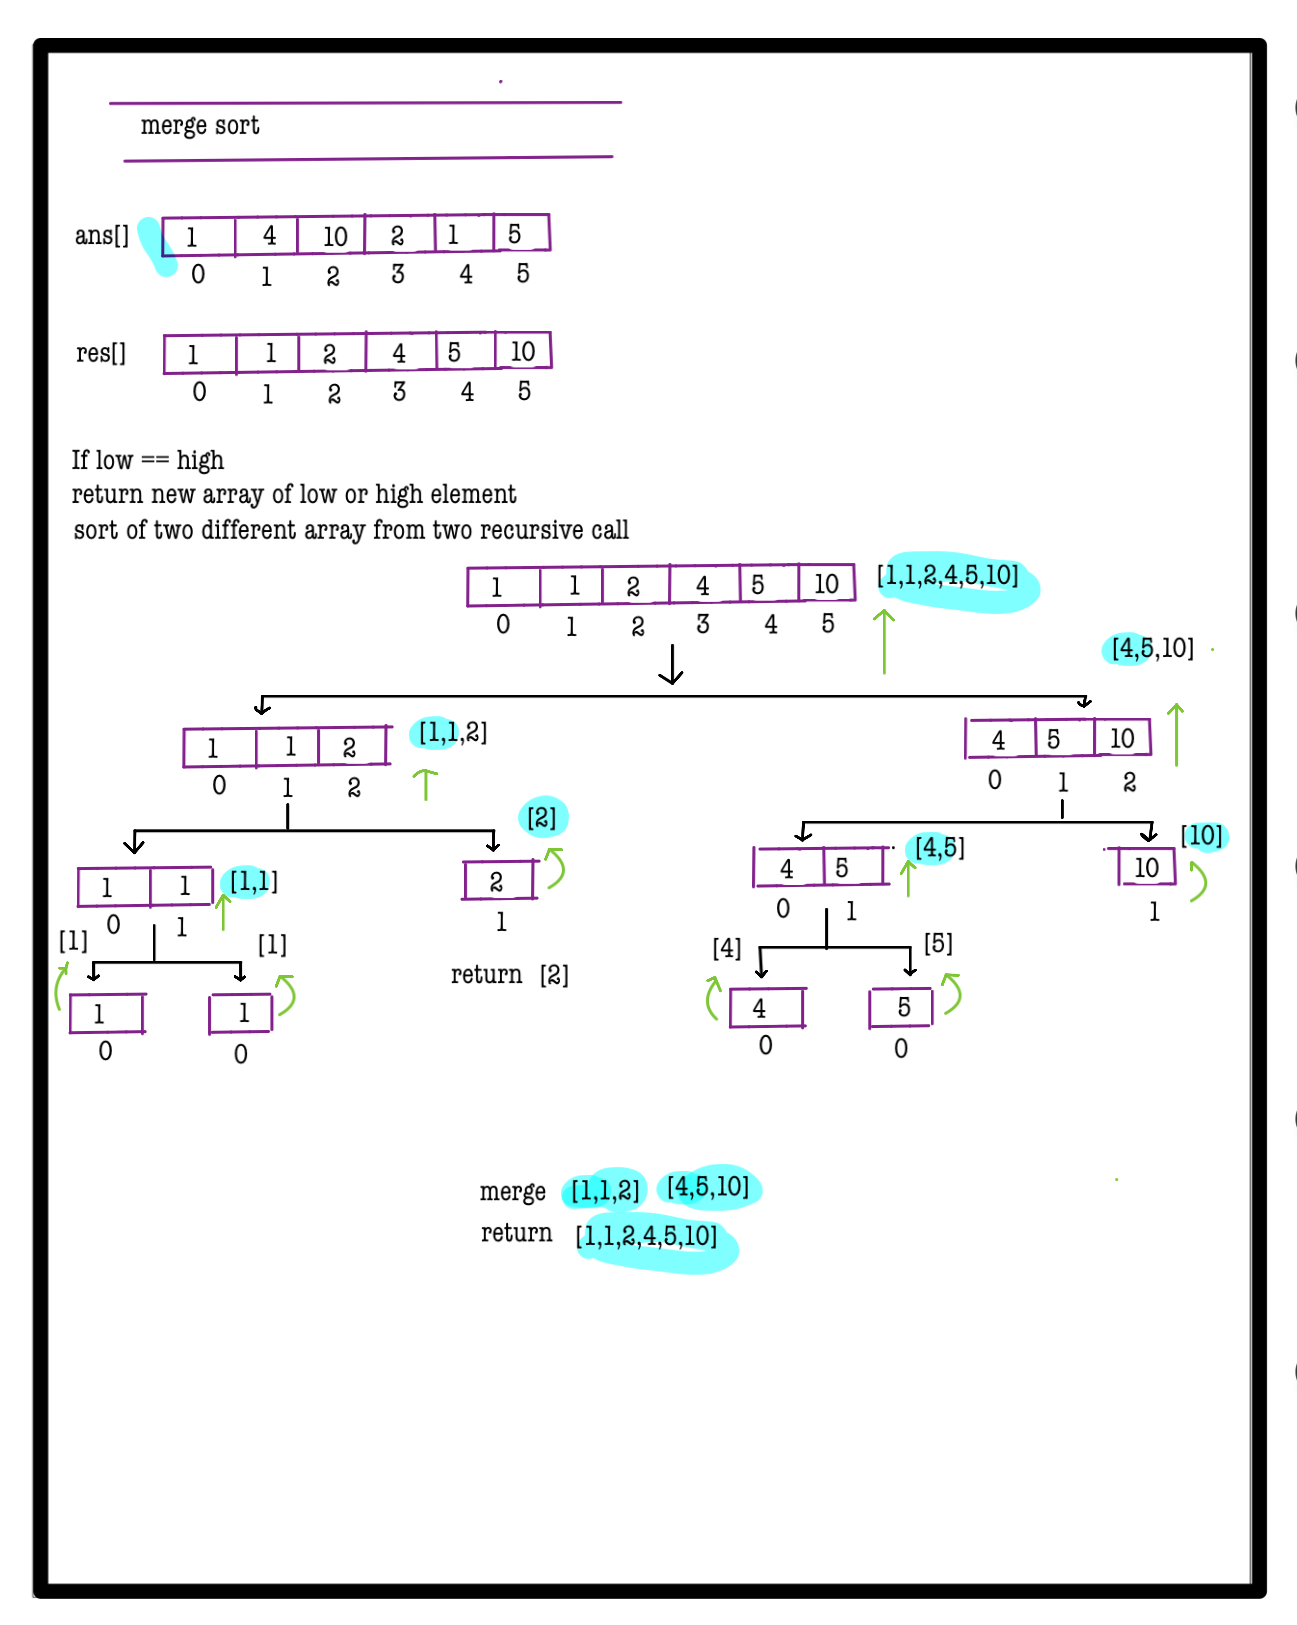 merge sort
ans[] 1 4 10 2 1 5
0 1 2 3 4 5
res[] 1 1 2 4 5 10
0 1 2 3 4 5
If low == high
return new array of low or high element
sort of two different array from two recursive call
1 1 2 4 5 10 [1,1,2,4,5,10]
0 1 2 3 4 5
[4,5,10]
1 1 2 [1,1,2] 4 5 10
0 1 2 0 1 2
[2] [10]
1 1 [1,1] 2 4 5 [4,5] 10
0 1 1 0 1 1
[1] [1] [4] [5]
return [2]
1 1 4 5
0 0 0 0
merge [1,1,2] [4,5,10]
return [1,1,2,4,5,10]